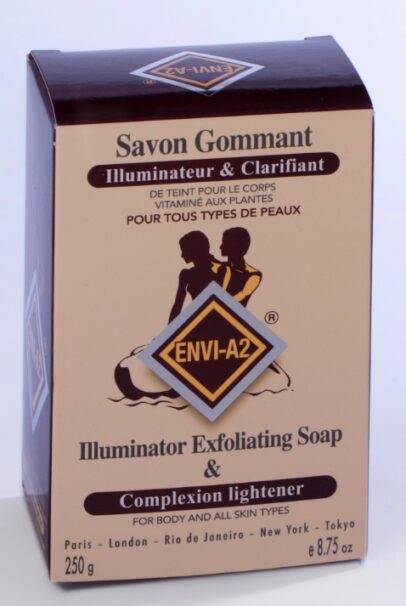 ENVI-A2
®
Savon Gommant
Illuminateur & Clarifiant
DE TEINT POUR LE CORPS
VITAMINÉ AUX PLANTES
POUR TOUS TYPES DE PEAUX
®
ENVI-A2
Illuminator Exfoliating Soap
&
Complexion lightener
FOR BODY AND ALL SKIN TYPES
Paris - London - Rio de Janeiro - New York - Tokyo
250 g
e 8.75 oz